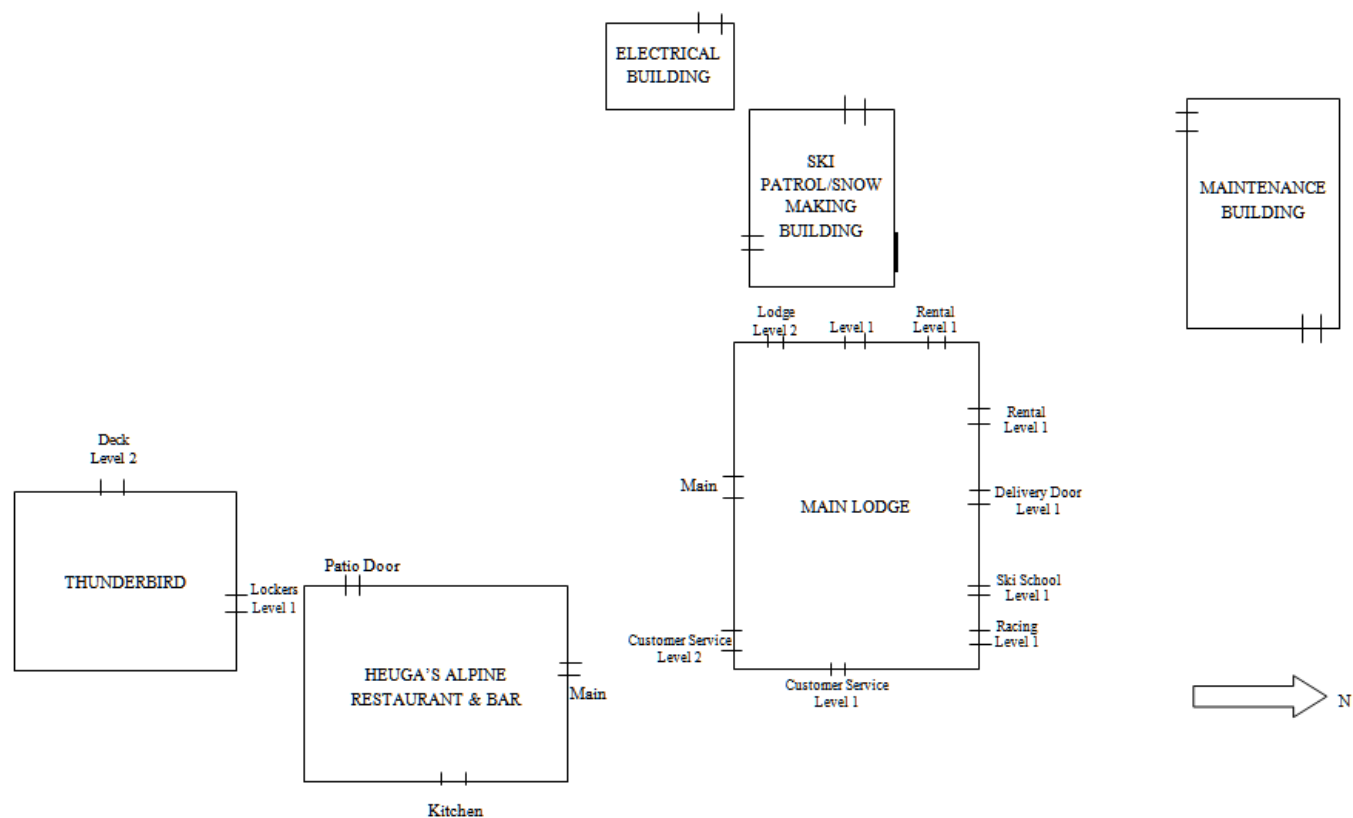 ELECTRICAL
BUILDING
SKI
PATROL/SNOW
MAKING
BUILDING
MAINTENANCE
BUILDING
Lodge
Level 2
Level 1
Rental
Level 1
Rental
Level 1
Deck
Level 2
Main
MAIN LODGE
Delivery Door
Level 1
THUNDERBIRD
Lockers
Level 1
Patio Door
Ski School
Level 1
Racing
Level 1
Customer Service
Level 2
HEUGA'S ALPINE
RESTAURANT & BAR
Main
Customer Service
Level 1
N
Kitchen